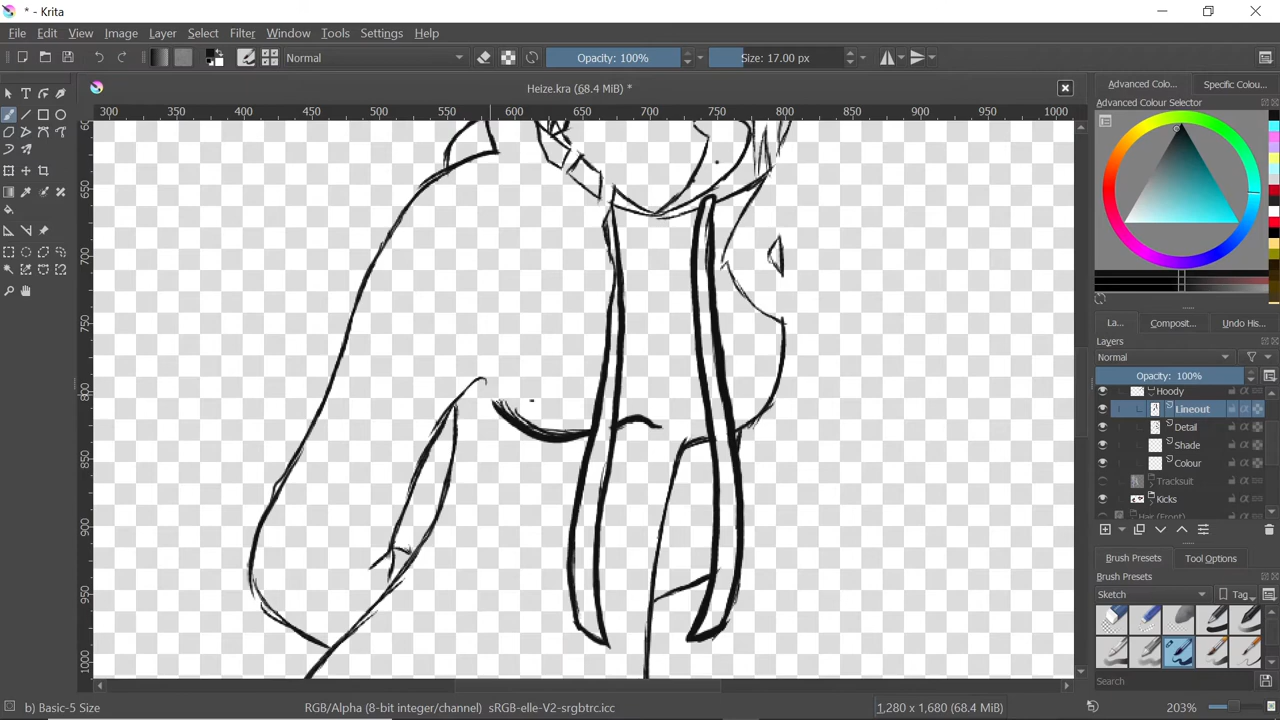 * - Krita
File Edit View Image Layer Select Filter Window Tools Settings Help
Normal Opacity: 100% Size: 17.00 px
Heize.kra (68.4 MiB) *
300 350 400 450 500 550 600 650 700 750 800 850 900 950 1000
650
700
750
800
850
900
950
1000
Advanced Colo... Specific Colou...
Advanced Colour Selector
La... Composit... Undo His...
Layers
Normal
Opacity: 100%
Hoody
Lineout
Detail
Shade
Colour
Tracksuit
Kicks
Hair (Front)
Brush Presets Tool Options
Brush Presets
Sketch Tag
Search
b) Basic-5 Size RGB/Alpha (8-bit integer/channel) sRGB-elle-V2-srgbtrc.icc 1,280 x 1,680 (68.4 MiB) 203%